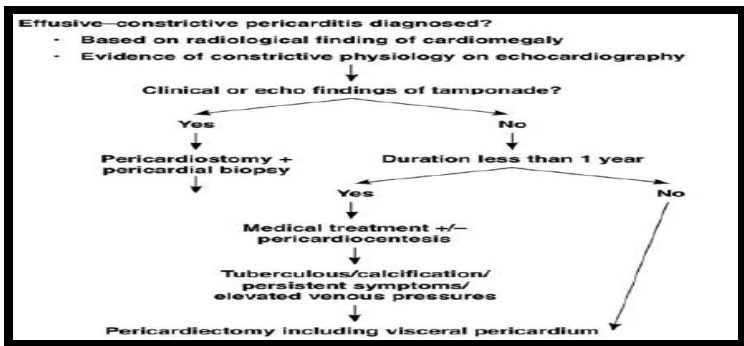 Effusive–constrictive pericarditis diagnosed?
- Based on radiological finding of cardiomegaly
- Evidence of constrictive physiology on echocardiography
Clinical or echo findings of tamponade?
Yes
No
Pericardiostomy +
pericardial biopsy
Duration less than 1 year
Yes
No
Medical treatment +/–
pericardiocentesis
Tuberculous/calcification/
persistent symptoms/
elevated venous pressures
Pericardiectomy including visceral pericardium